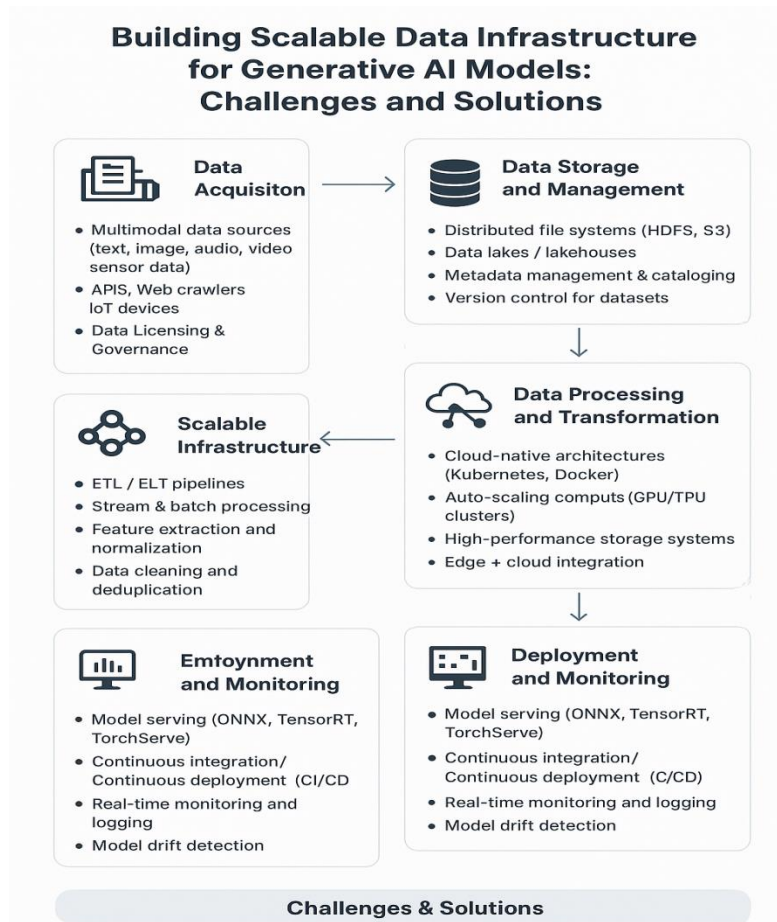 Building Scalable Data Infrastructure
for Generative AI Models:
Challenges and Solutions
Data
Acquisiton
• Multimodal data sources
(text, image, audio, video
sensor data)
• APIS, Web crawlers
IoT devices
• Data Licensing &
Governance
Data Storage
and Management
• Distributed file systems (HDFS, S3)
• Data lakes / lakehouses
• Metadata management & cataloging
• Version control for datasets
Scalable
Infrastructure
• ETL / ELT pipelines
• Stream & batch processing
• Feature extraction and
normalization
• Data cleaning and
deduplication
Data Processing
and Transformation
• Cloud-native architectures
(Kubernetes, Docker)
• Auto-scaling computs (GPU/TPU
clusters)
• High-performance storage systems
• Edge + cloud integration
Emtoynment
and Monitoring
• Model serving (ONNX, TensorRT,
TorchServe)
• Continuous integration/
Continuous deployment (CI/CD
• Real-time monitoring and
logging
• Model drift detection
Deployment
and Monitoring
• Model serving (ONNX, TensorRT,
TorchServe)
• Continuous integration/
Continuous deployment (C/CD)
• Real-time monitoring and logging
• Model drift detection
Challenges & Solutions